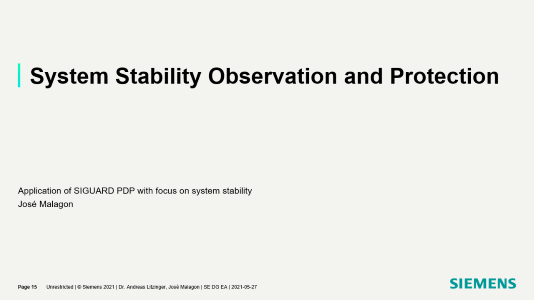 System Stability Observation and Protection
Application of SIGUARD PDP with focus on system stability
José Malagon
Page 15 Unrestricted | © Siemens 2021 | Dr. Andreas Litzinger, José Malagon | SE DG EA | 2021-05-27
SIEMENS